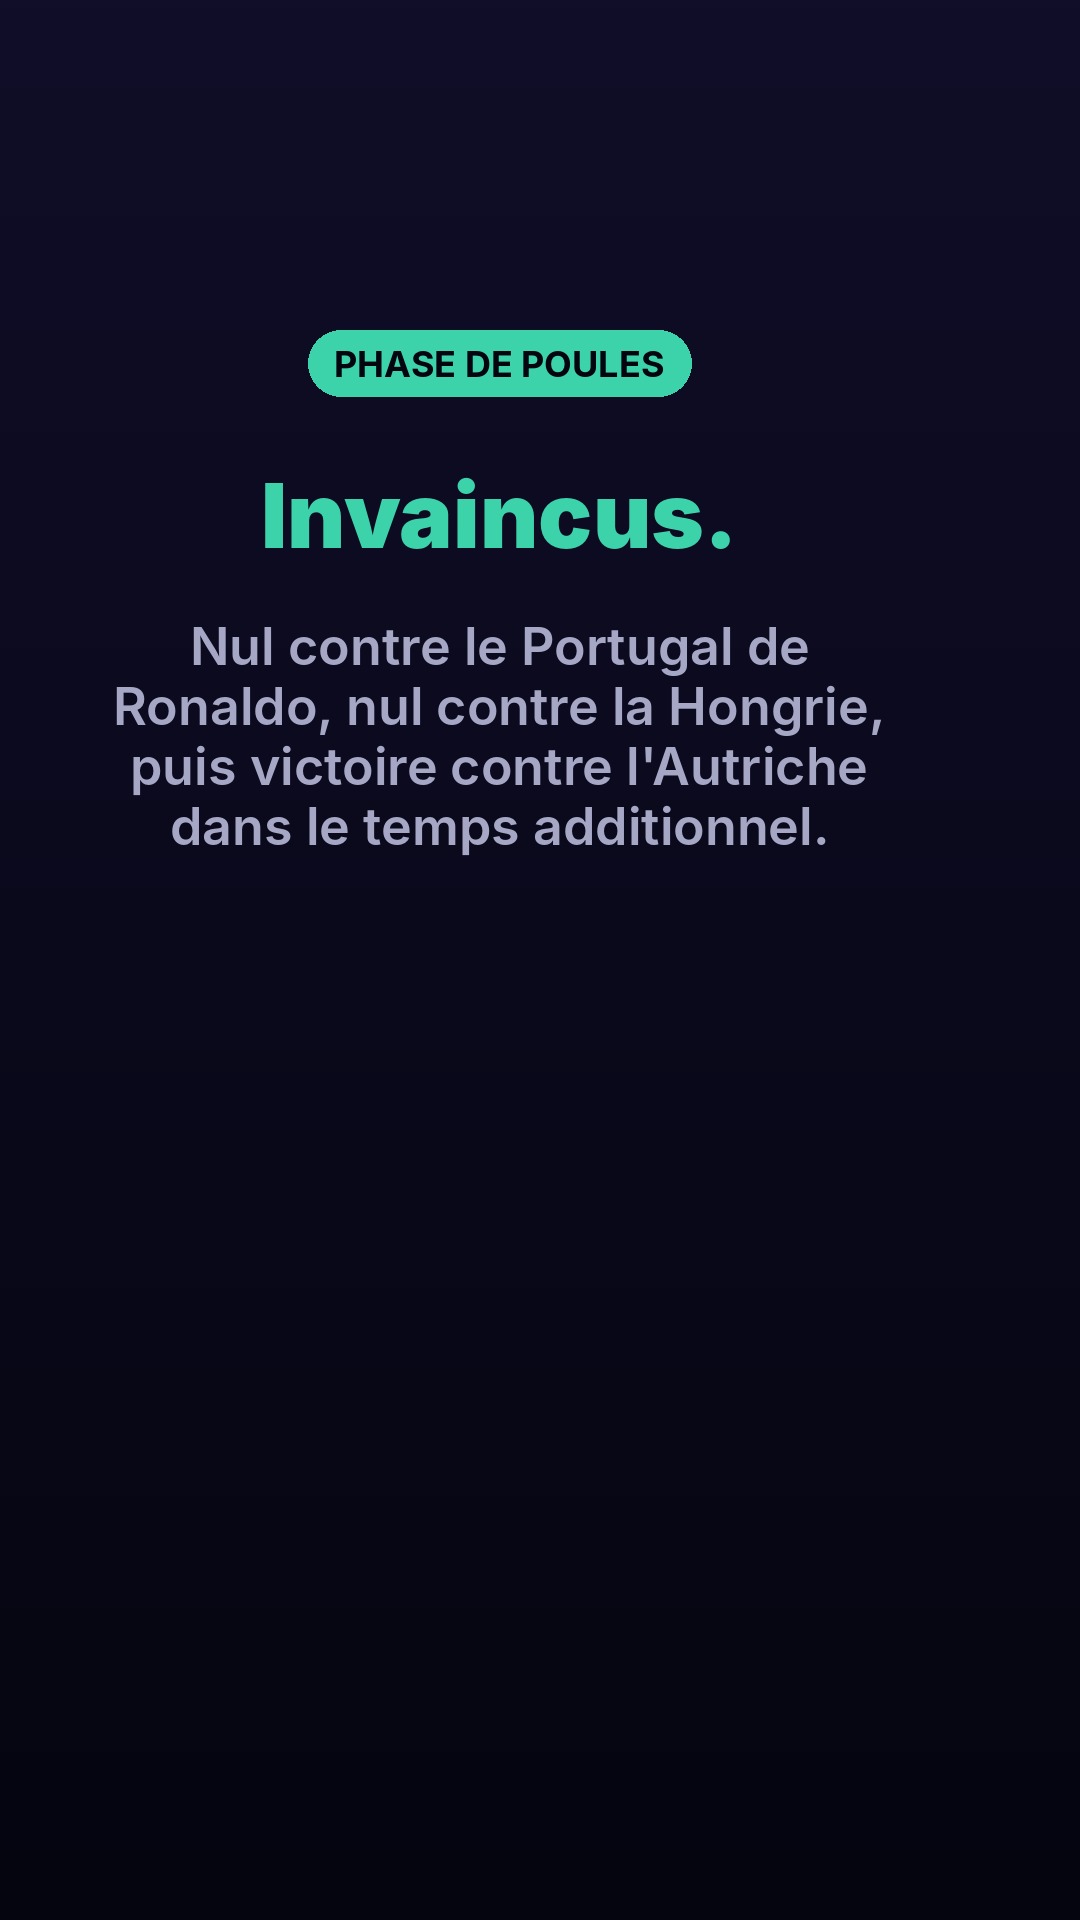 PHASE DE POULES
Invaincus.
Nul contre le Portugal de
Ronaldo, nul contre la Hongrie,
puis victoire contre l'Autriche
dans le temps additionnel.